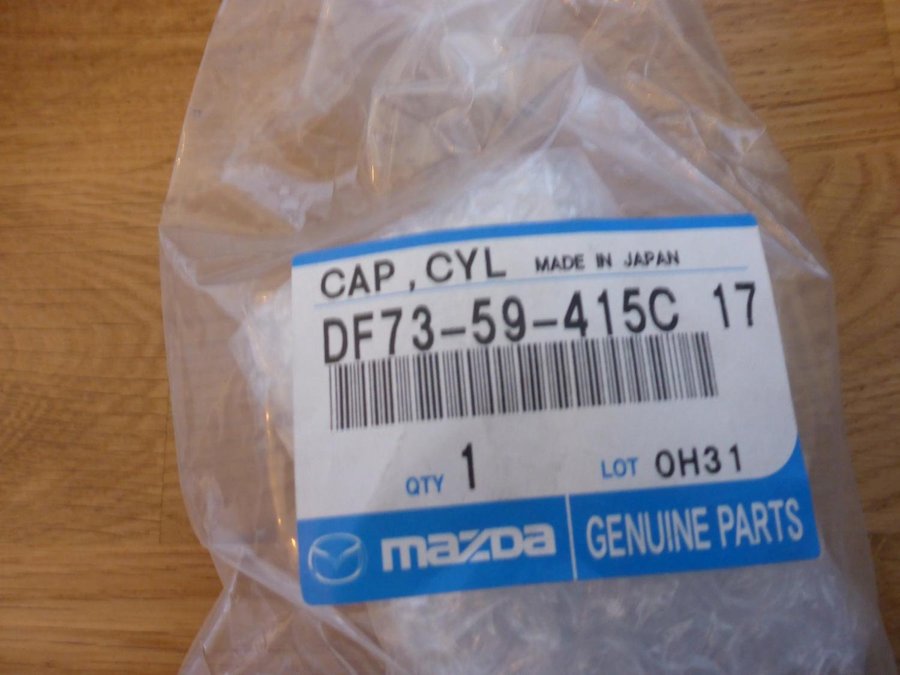 CAP, CYL MADE IN JAPAN
DF73-59-415C 17
QTY 1 LOT 0H31
mazda GENUINE PARTS